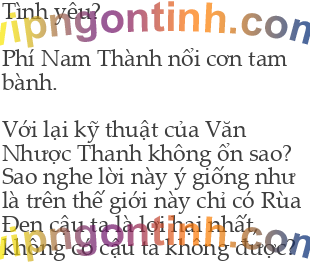 Tình yêu?
vipngontinh.com
Phí Nam Thành nổi cơn tam
bành.
Với lại kỹ thuật của Văn
Nhược Thanh không ổn sao?
Sao nghe lời này ý giống như
là trên thế giới này chỉ có Rùa
Đen cậu ta là lợi hại nhất,
vipngontinh.com
không có cậu ta không được?